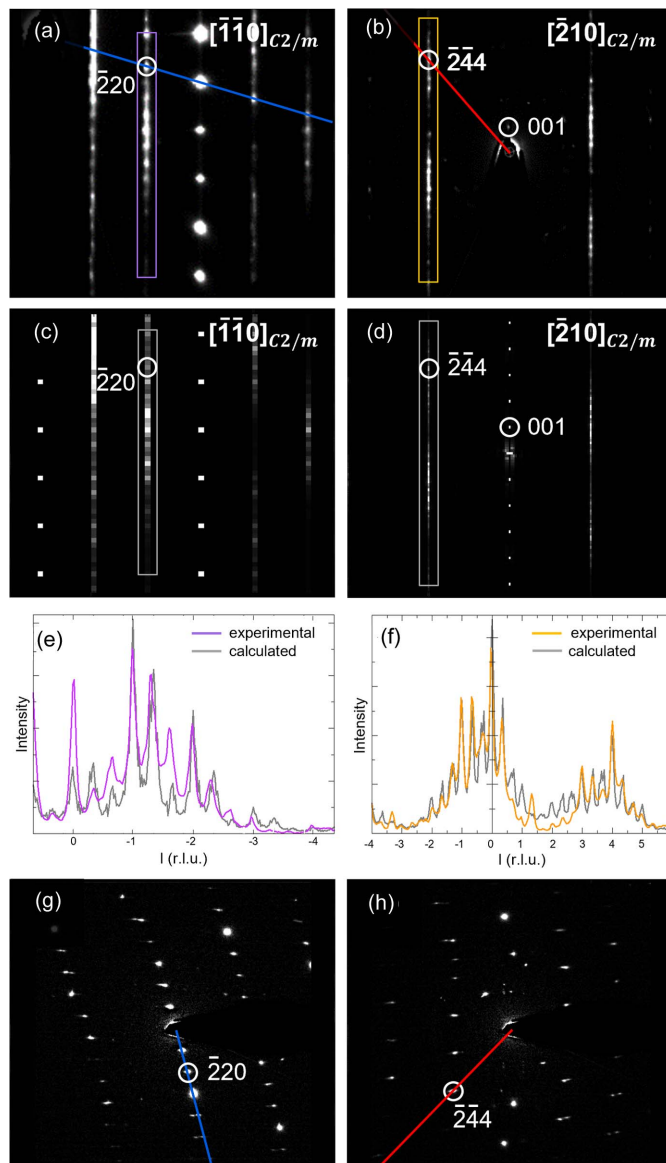 (a) [1̅1̅0]C2/m
2̅20
(b) [2̅10]C2/m
2̅4̅4
001
(c) [1̅1̅0]C2/m
2̅20
(d) [2̅10]C2/m
2̅4̅4
001
(e) experimental
calculated
Intensity
0 -1 -2 -3 -4
l (r.l.u.)
(f) experimental
calculated
Intensity
-4 -3 -2 -1 0 1 2 3 4 5
l (r.l.u.)
(g)
2̅20
(h)
2̅4̅4